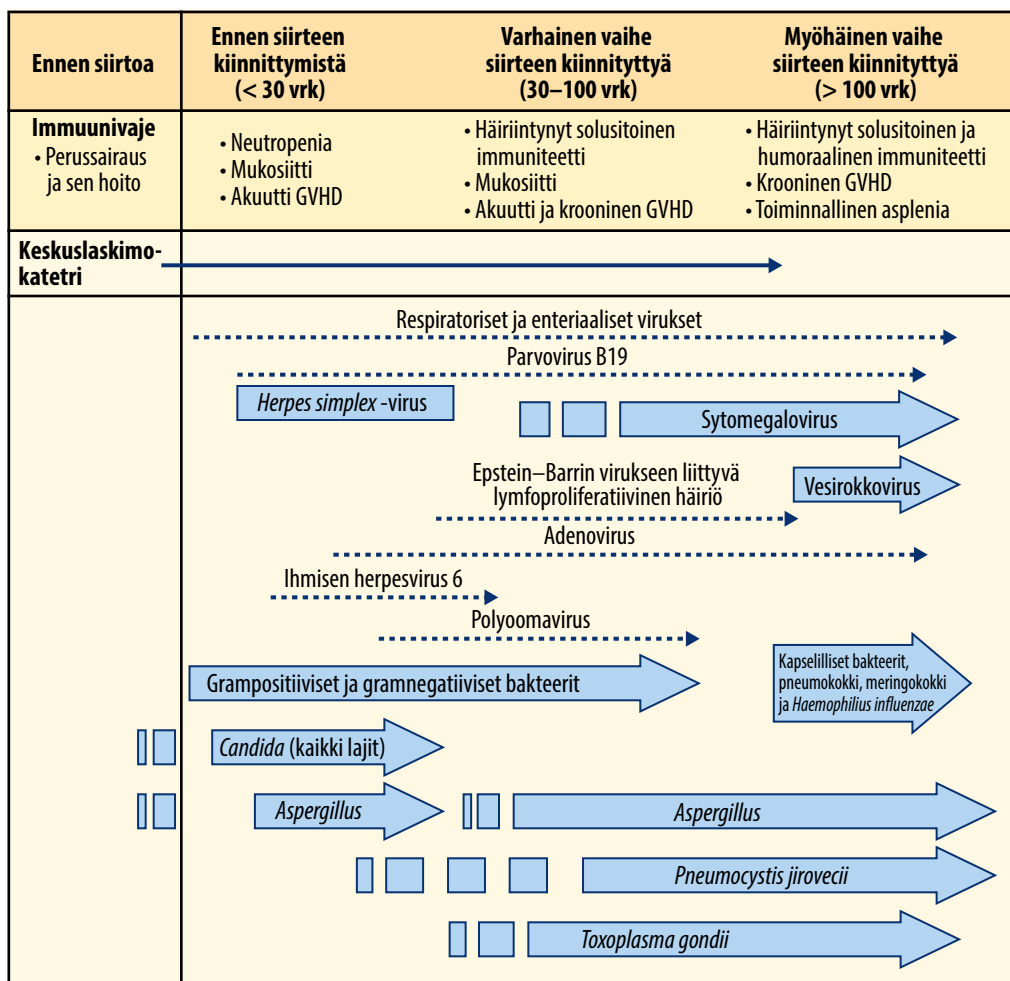 Ennen siirtoa
Ennen siirteen
kiinnittymistä
(< 30 vrk)
Varhainen vaihe
siirteen kiinnityttyä
(30–100 vrk)
Myöhäinen vaihe
siirteen kiinnityttyä
(> 100 vrk)
Immuunivaje
• Perussairaus
ja sen hoito
• Neutropenia
• Mukosiitti
• Akuutti GVHD
• Häiriintynyt solusitoinen
immuniteetti
• Mukosiitti
• Akuutti ja krooninen GVHD
• Häiriintynyt solusitoinen ja
humoraalinen immuniteetti
• Krooninen GVHD
• Toiminnallinen asplenia
Keskuslaskimo-
katetri
Respiratoriset ja enteriaaliset virukset
Parvovirus B19
Herpes simplex -virus
Sytomegalovirus
Epstein–Barrin virukseen liittyvä
lymfoproliferatiivinen häiriö
Vesirokkovirus
Adenovirus
Ihmisen herpesvirus 6
Polyoomavirus
Grampositiiviset ja gramnegatiiviset bakteerit
Kapselilliset bakteerit,
pneumokokki, meringokokki
ja Haemophilius influenzae
Candida (kaikki lajit)
Aspergillus
Aspergillus
Pneumocystis jirovecii
Toxoplasma gondii